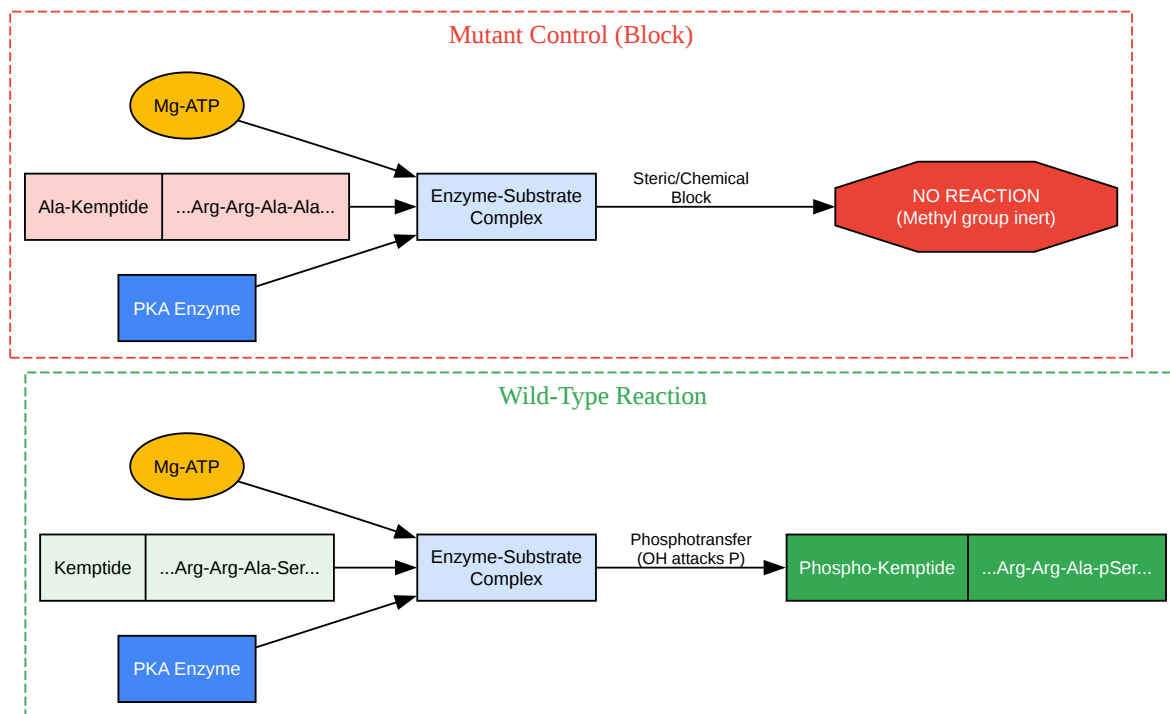 Mutant Control (Block)
Mg-ATP
Ala-Kemptide
...Arg-Arg-Ala-Ala...
PKA Enzyme
Enzyme-Substrate
Complex
Steric/Chemical
Block
NO REACTION
(Methyl group inert)
Wild-Type Reaction
Mg-ATP
Kemptide
...Arg-Arg-Ala-Ser...
PKA Enzyme
Enzyme-Substrate
Complex
Phosphotransfer
(OH attacks P)
Phospho-Kemptide
...Arg-Arg-Ala-pSer...